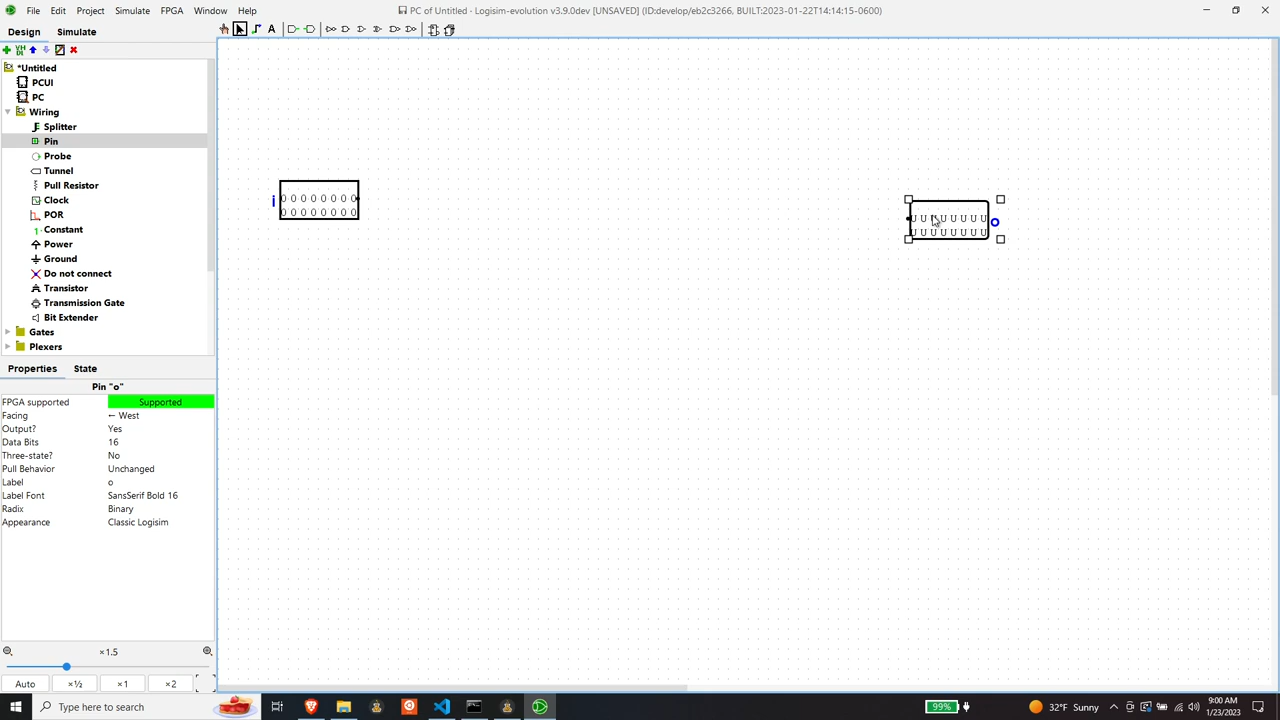 PC of Untitled - Logisim-evolution v3.9.0dev [UNSAVED] (ID:develop/eb2c3266, BUILT:2023-01-22T14:14:15-0600)
File Edit Project Simulate FPGA Window Help
Design Simulate
A
*Untitled
PCUI
PC
Wiring
Splitter
Pin
Probe
Tunnel
Pull Resistor
Clock
POR
Constant
Power
Ground
Do not connect
Transistor
Transmission Gate
Bit Extender
Gates
Plexers
i
0 0 0 0 0 0 0 0
0 0 0 0 0 0 0 0
U U U U U U U U
U U U U U U U U
o
Properties State
Pin "o"
FPGA supported Supported
Facing ← West
Output? Yes
Data Bits 16
Three-state? No
Pull Behavior Unchanged
Label o
Label Font SansSerif Bold 16
Radix Binary
Appearance Classic Logisim
×1.5
Auto ×½ ×1 ×2
Type here to search
99%
32°F Sunny
9:00 AM
1/23/2023